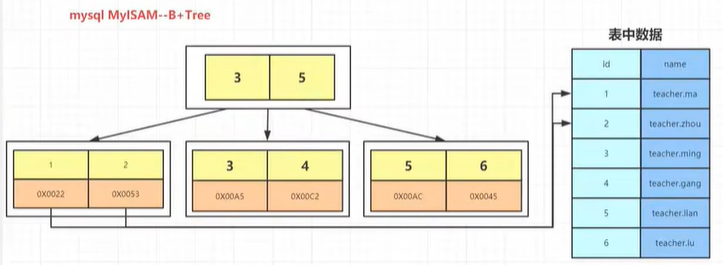 mysql MyISAM--B+Tree
表中数据
3 5
1 2
0X0022 0X0053
3 4
0X00A5 0X00C2
5 6
0X00AC 0X0045
id name
1 teacher.ma
2 teacher.zhou
3 teacher.ming
4 teacher.gang
5 teacher.lian
6 teacher.lu